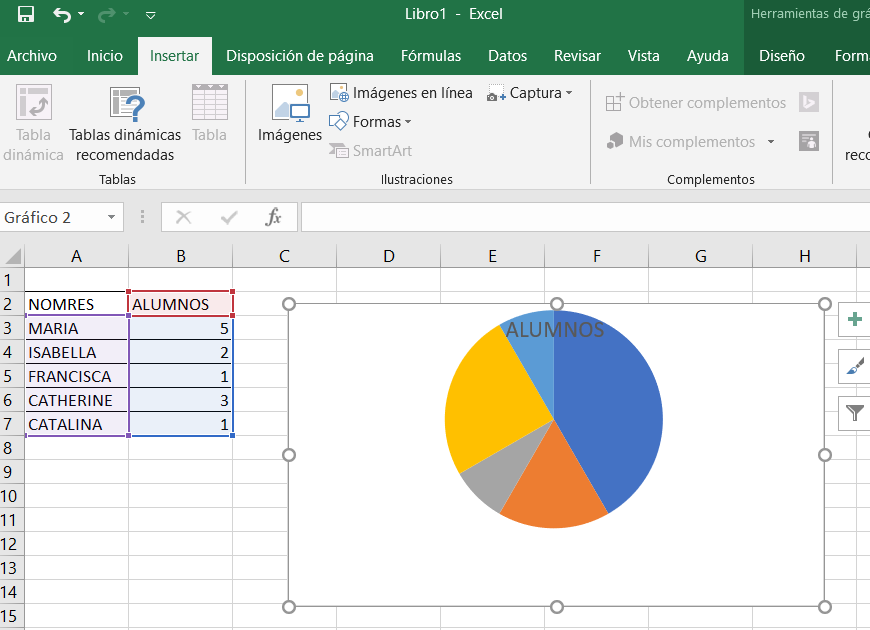 Libro1 - Excel
Herramientas de grá
Archivo Inicio Insertar Disposición de página Fórmulas Datos Revisar Vista Ayuda Diseño Form
Tabla dinámica
Tablas dinámicas recomendadas
Tabla
Tablas
Imágenes
Imágenes en línea
Formas
SmartArt
Captura
Ilustraciones
Obtener complementos
Mis complementos
Complementos
reco
Gráfico 2
fx
A B C D E F G H
1
2 NOMRES ALUMNOS
3 MARIA 5
4 ISABELLA 2
5 FRANCISCA 1
6 CATHERINE 3
7 CATALINA 1
8
9
10
11
12
13
14
15
ALUMNOS